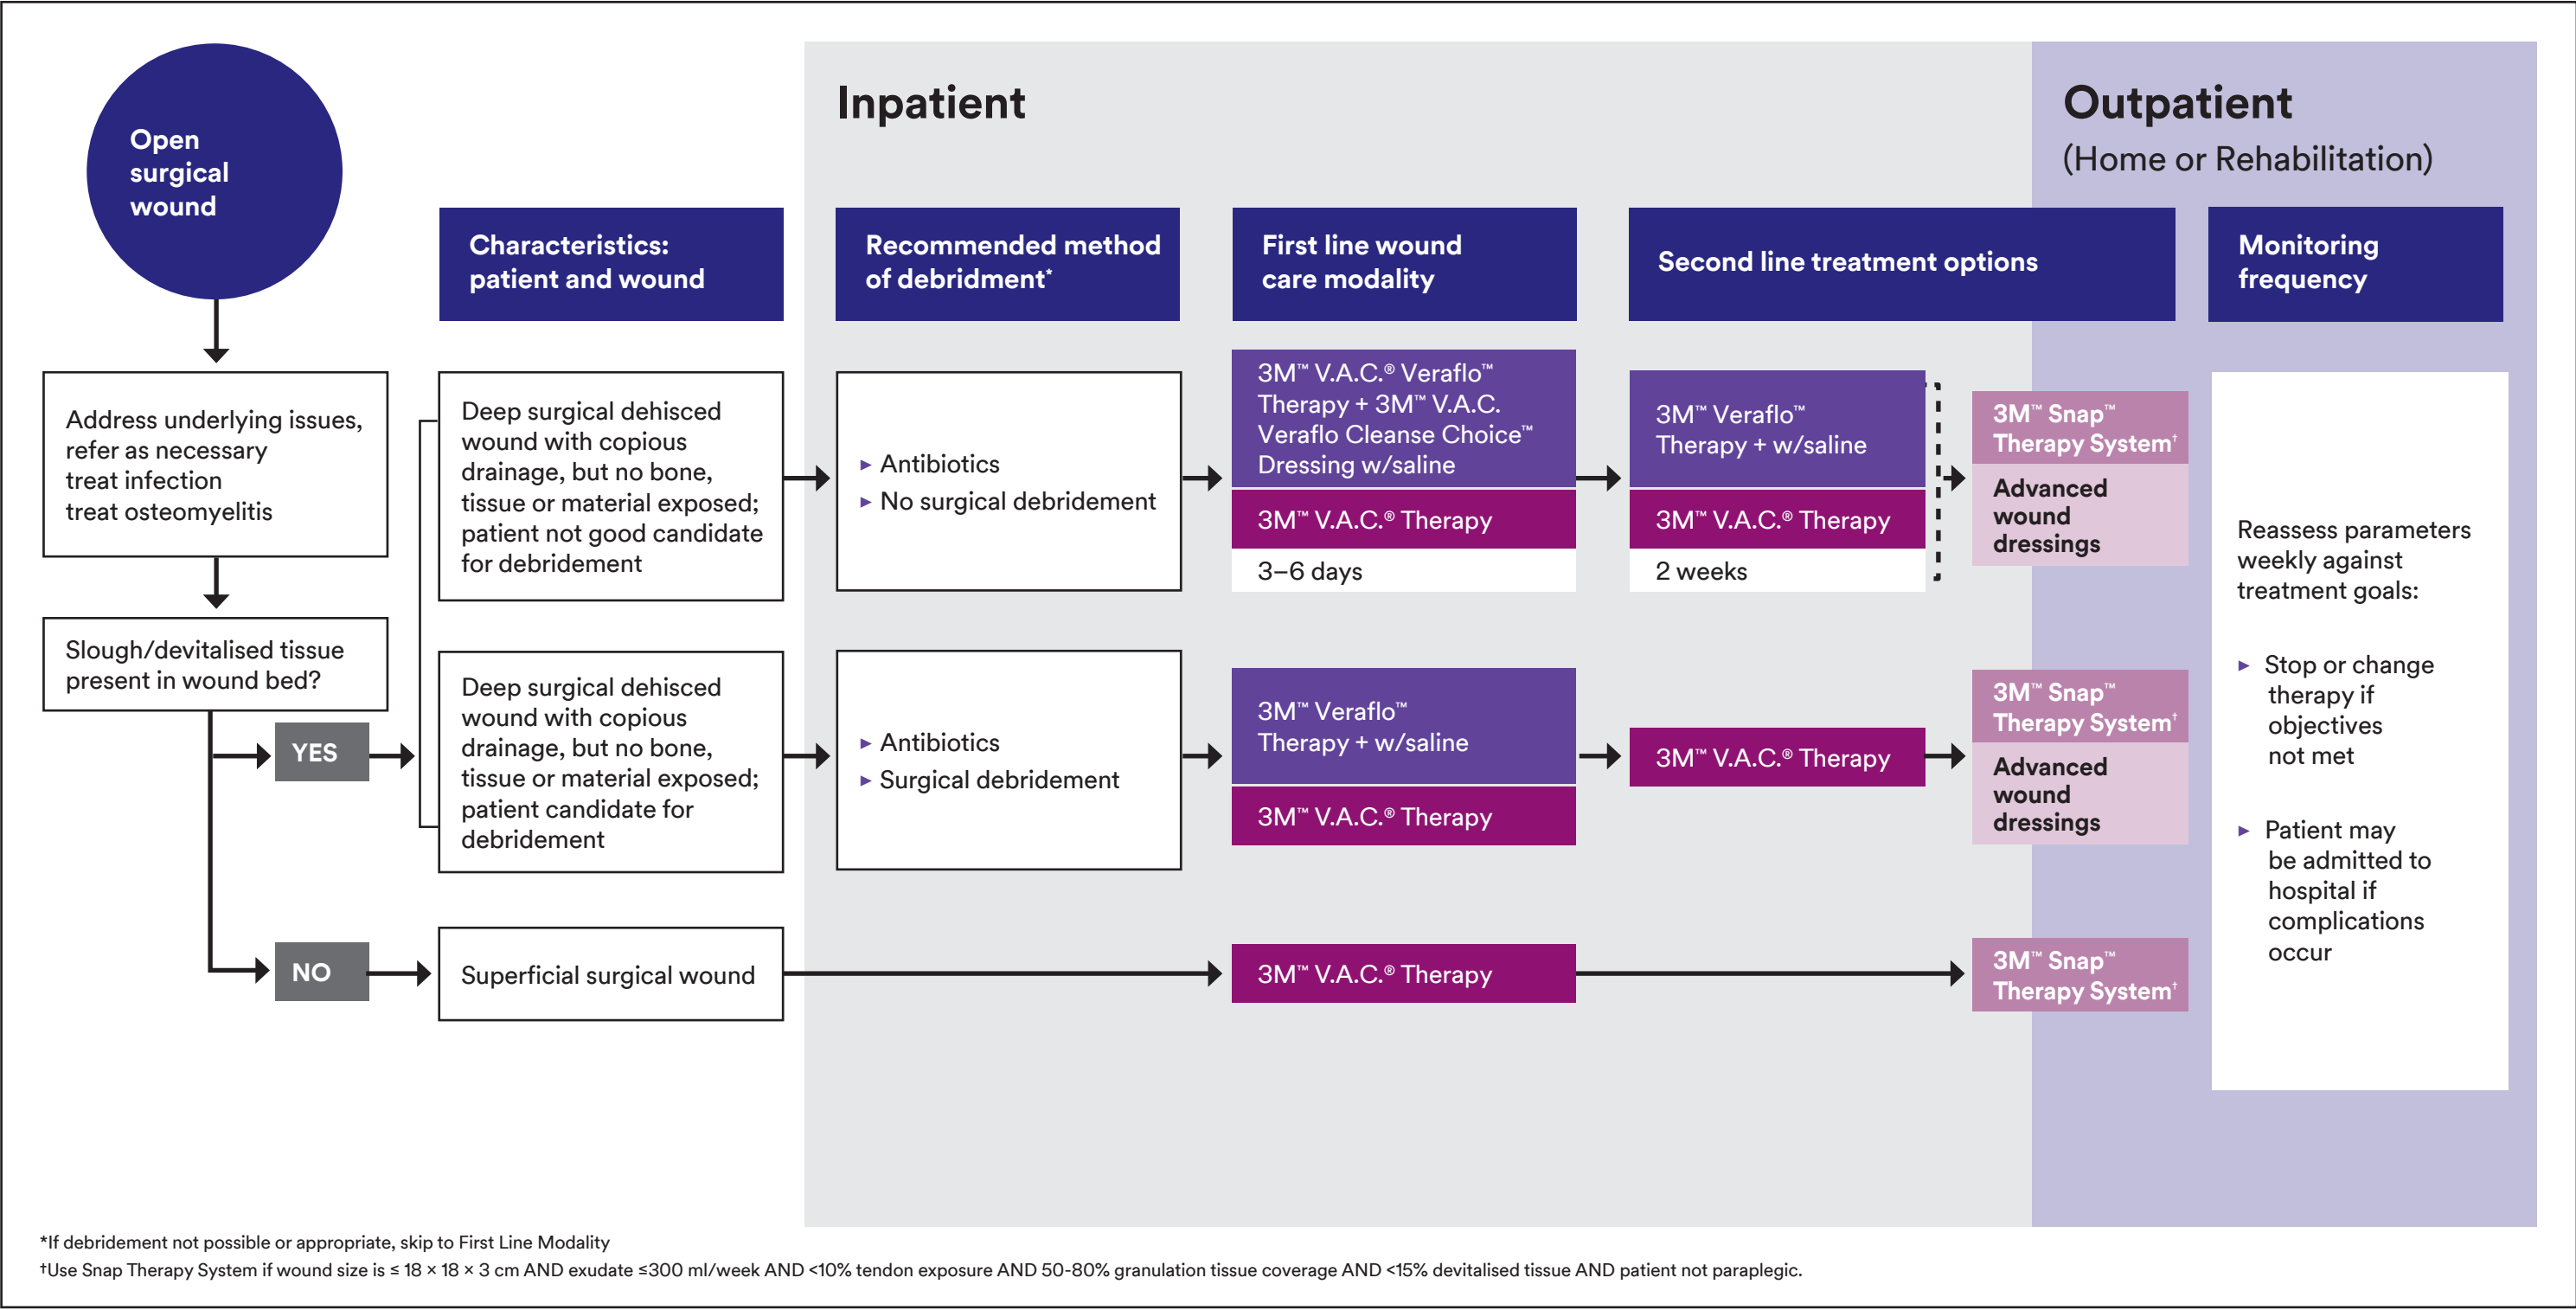 Open
surgical
wound
Inpatient
Outpatient
(Home or Rehabilitation)
Characteristics:
patient and wound
Recommended method
of debridment*
First line wound
care modality
Second line treatment options
Monitoring
frequency
Address underlying issues,
refer as necessary
treat infection
treat osteomyelitis
Slough/devitalised tissue
present in wound bed?
YES
NO
Deep surgical dehisced
wound with copious
drainage, but no bone,
tissue or material exposed;
patient not good candidate
for debridement
▸ Antibiotics
▸ No surgical debridement
3M™ V.A.C.® Veraflo™
Therapy + 3M™ V.A.C.
Veraflo Cleanse Choice™
Dressing w/saline
3M™ V.A.C.® Therapy
3–6 days
3M™ Veraflo™
Therapy + w/saline
3M™ V.A.C.® Therapy
2 weeks
3M™ Snap™
Therapy System†
Advanced
wound
dressings
Deep surgical dehisced
wound with copious
drainage, but no bone,
tissue or material exposed;
patient candidate for
debridement
▸ Antibiotics
▸ Surgical debridement
3M™ Veraflo™
Therapy + w/saline
3M™ V.A.C.® Therapy
3M™ V.A.C.® Therapy
3M™ Snap™
Therapy System†
Advanced
wound
dressings
Superficial surgical wound
3M™ V.A.C.® Therapy
3M™ Snap™
Therapy System†
Reassess parameters
weekly against
treatment goals:
▸ Stop or change
therapy if
objectives
not met
▸ Patient may
be admitted to
hospital if
complications
occur
*If debridement not possible or appropriate, skip to First Line Modality
†Use Snap Therapy System if wound size is ≤ 18 × 18 × 3 cm AND exudate ≤300 ml/week AND <10% tendon exposure AND 50-80% granulation tissue coverage AND <15% devitalised tissue AND patient not paraplegic.